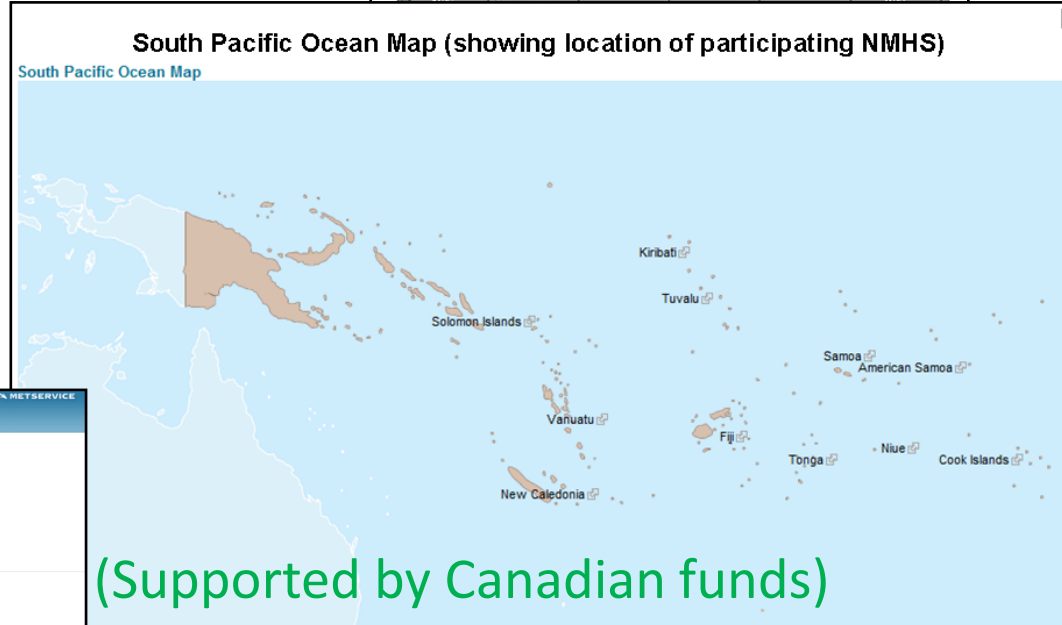 South Pacific Ocean Map (showing location of participating NMHS)
South Pacific Ocean Map
Kiribati
Tuvalu
Solomon Islands
Samoa
American Samoa
METSERVICE
Vanuatu
Fiji
Niue
Tonga
Cook Islands
New Caledonia
(Supported by Canadian funds)